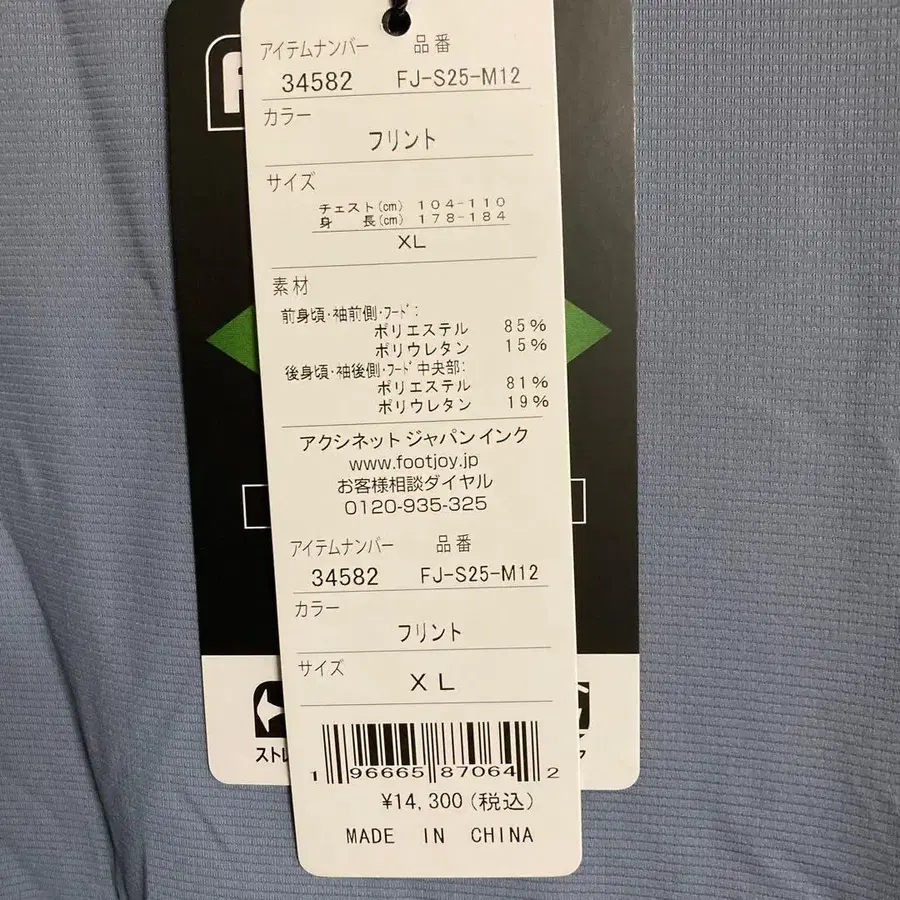 アイテムナンバー 品番
34582 FJ-S25-M12
カラー
フリント
サイズ
チェスト(cm) 104-110
身 長(cm) 178-184
XL
素材
前身頃・袖前側・フード:
ポリエステル 85%
ポリウレタン 15%
後身頃・袖後側・フード中央部:
ポリエステル 81%
ポリウレタン 19%
アクシネット ジャパン インク
www.footjoy.jp
お客様相談ダイヤル
0120-935-325
アイテムナンバー 品番
34582 FJ-S25-M12
カラー
フリント
サイズ
XL
1 96665 87064 2
¥14,300(税込)
MADE IN CHINA